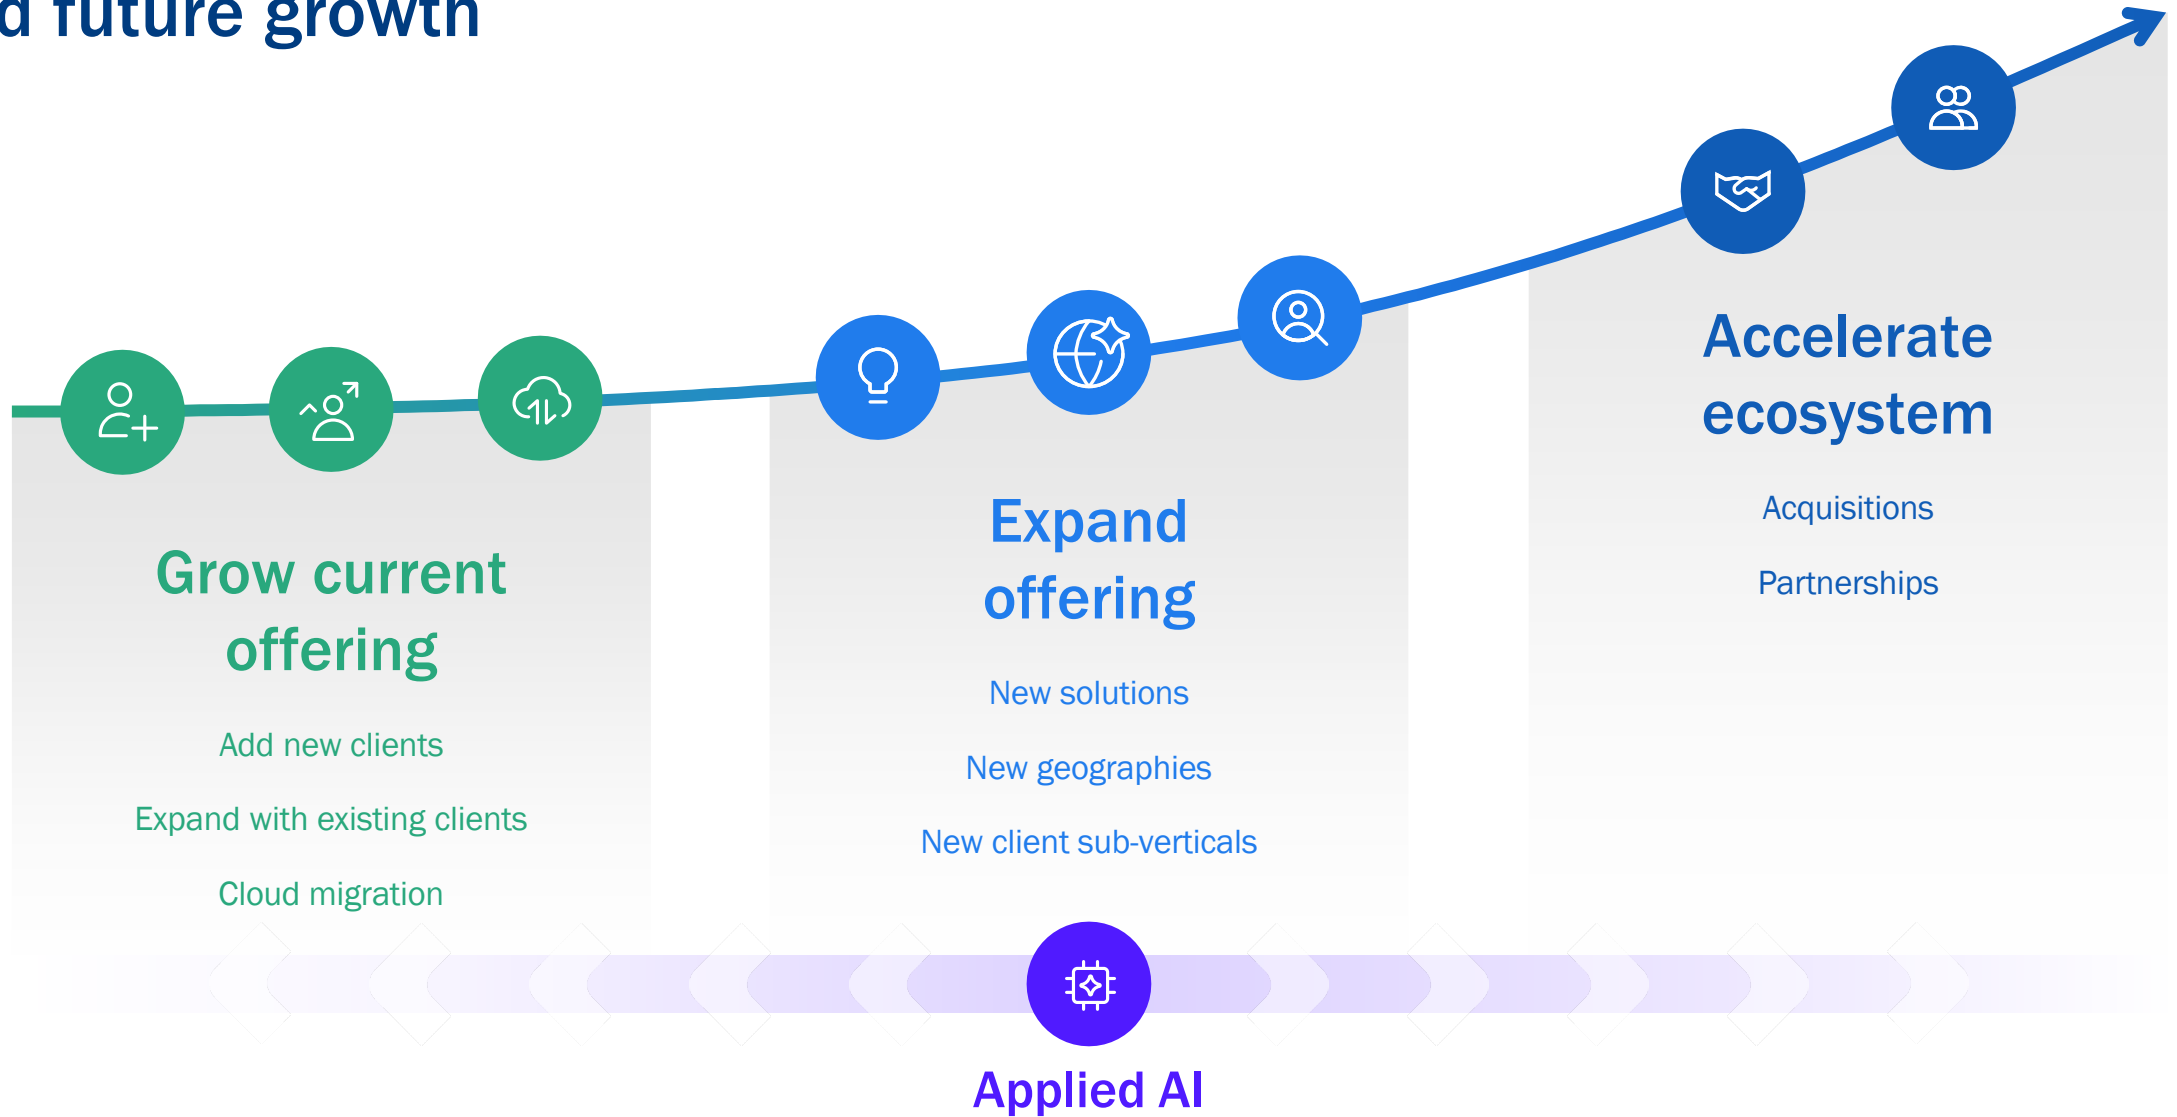 future growth
Grow current
offering
Add new clients
Expand with existing clients
Cloud migration
Expand
offering
New solutions
New geographies
New client sub-verticals
Accelerate
ecosystem
Acquisitions
Partnerships
Applied AI